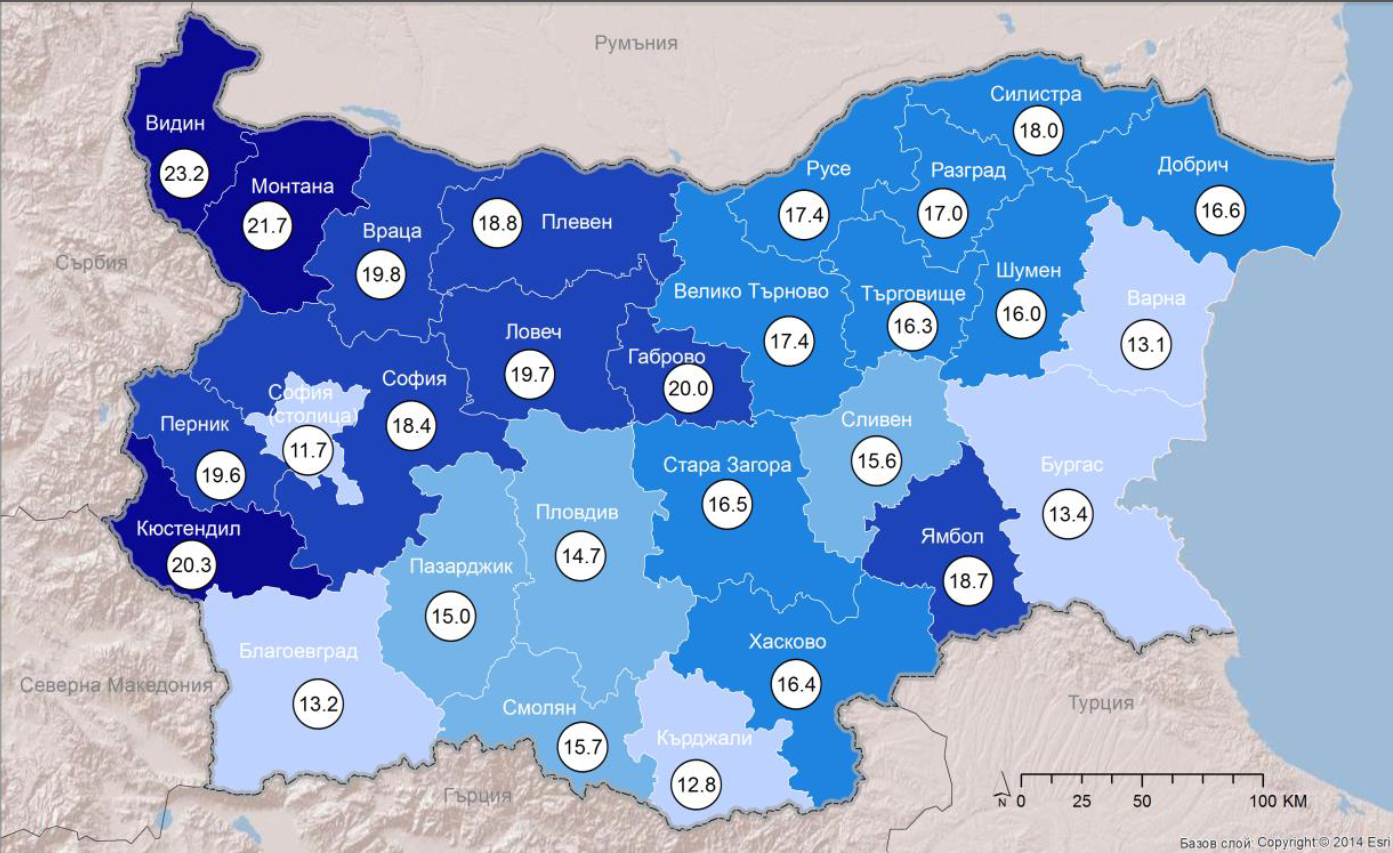 Румъния
Силистра
18.0
Видин
23.2
Монтана
21.7
Враца
19.8
18.8
Плевен
Русе
17.4
Разград
17.0
Добрич
16.6
Сърбия
Велико Търново
17.4
Търговище
16.3
Шумен
16.0
Варна
13.1
Ловеч
19.7
Габрово
20.0
София
(столица)
11.7
София
18.4
Перник
19.6
Сливен
15.6
Стара Загора
16.5
Бургас
13.4
Кюстендил
20.3
Пловдив
14.7
Пазарджик
15.0
Ямбол
18.7
Благоевград
13.2
Хасково
16.4
Северна Македония
Смолян
15.7
Кърджали
12.8
Турция
Гърция
N
0 25 50 100 KM
Базов слой: Copyright © 2014 Esri